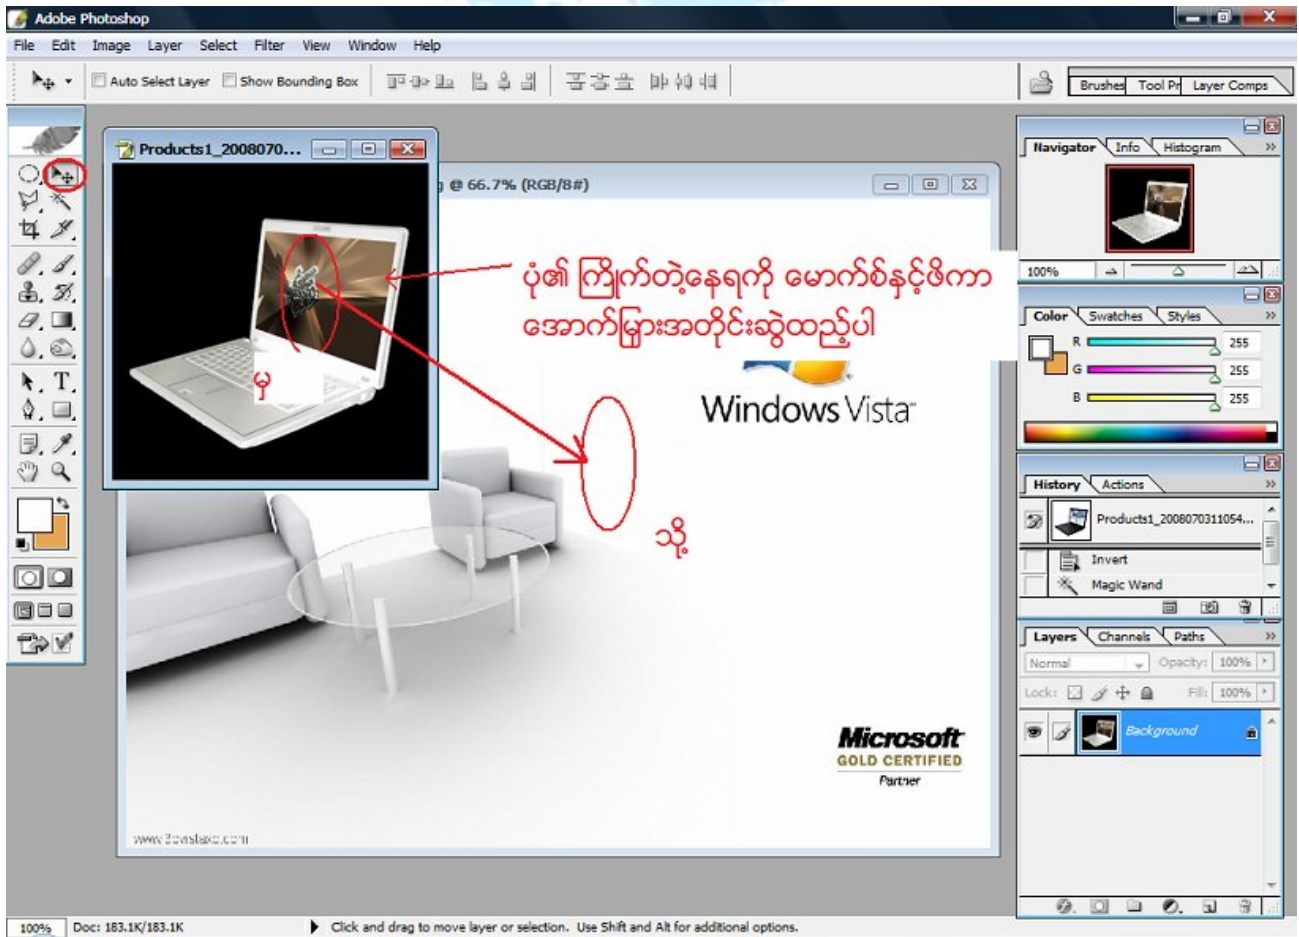 Adobe Photoshop
File Edit Image Layer Select Filter View Window Help
Auto Select Layer Show Bounding Box
Brushes Tool Pr Layer Comps
Products1_2008070...
@ 66.7% (RGB/8#)
Navigator Info Histogram
100%
ပုံ၏ ကြိုက်တဲ့နေရာကို မောက်စ်နှင့်ဖိကာ
အောက်မြှားအတိုင်းဆွဲထည့်ပါ
မှ
သို့
Windows Vista™
Color Swatches Styles
R 255
G 255
B 255
History Actions
Products1_2008070311054...
Invert
Magic Wand
Layers Channels Paths
Normal Opacity: 100%
Lock: Fill: 100%
Background
Microsoft
GOLD CERTIFIED
Partner
100% Doc: 183.1K/183.1K Click and drag to move layer or selection. Use Shift and Alt for additional options.